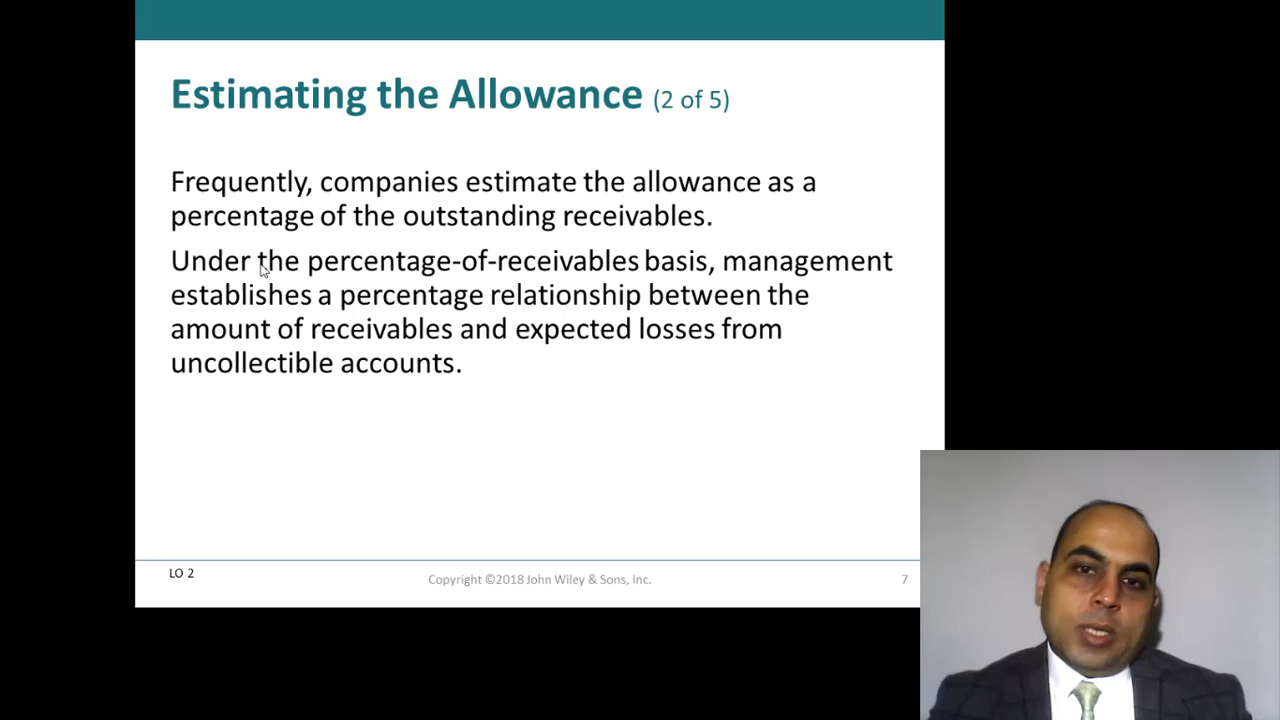 Estimating the Allowance (2 of 5)
Frequently, companies estimate the allowance as a
percentage of the outstanding receivables.
Under the percentage-of-receivables basis, management
establishes a percentage relationship between the
amount of receivables and expected losses from
uncollectible accounts.
LO 2
Copyright ©2018 John Wiley & Sons, Inc.
7